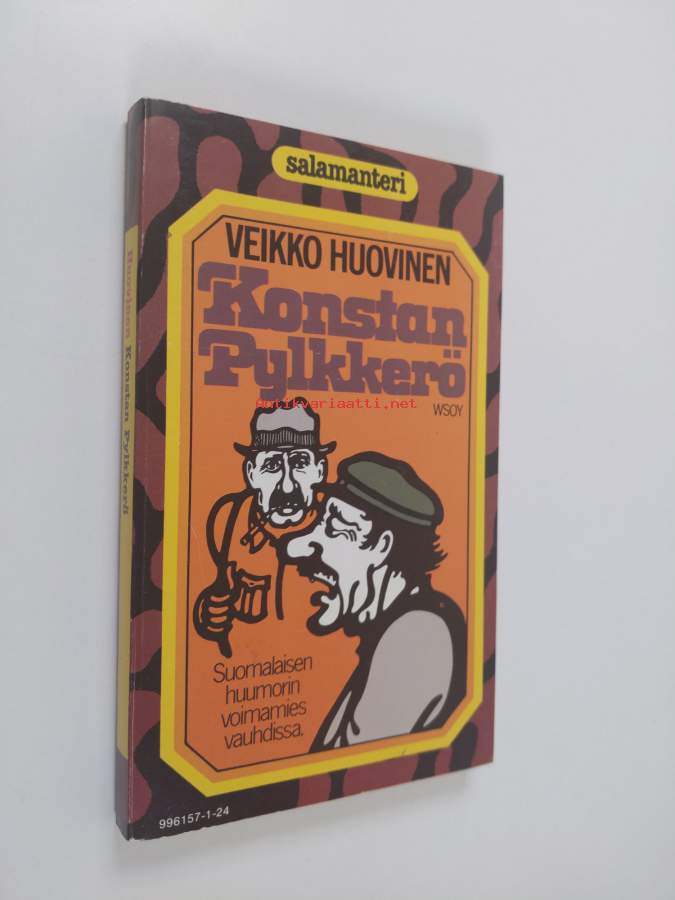 salamanteri
VEIKKO HUOVINEN
Konstan
Pylkkerö
Antikvariaatti.net
WSOY
Suomalaisen
huumorin
voimamies
vauhdissa.
Huovinen Konstan Pylkkerö
996157-1-24